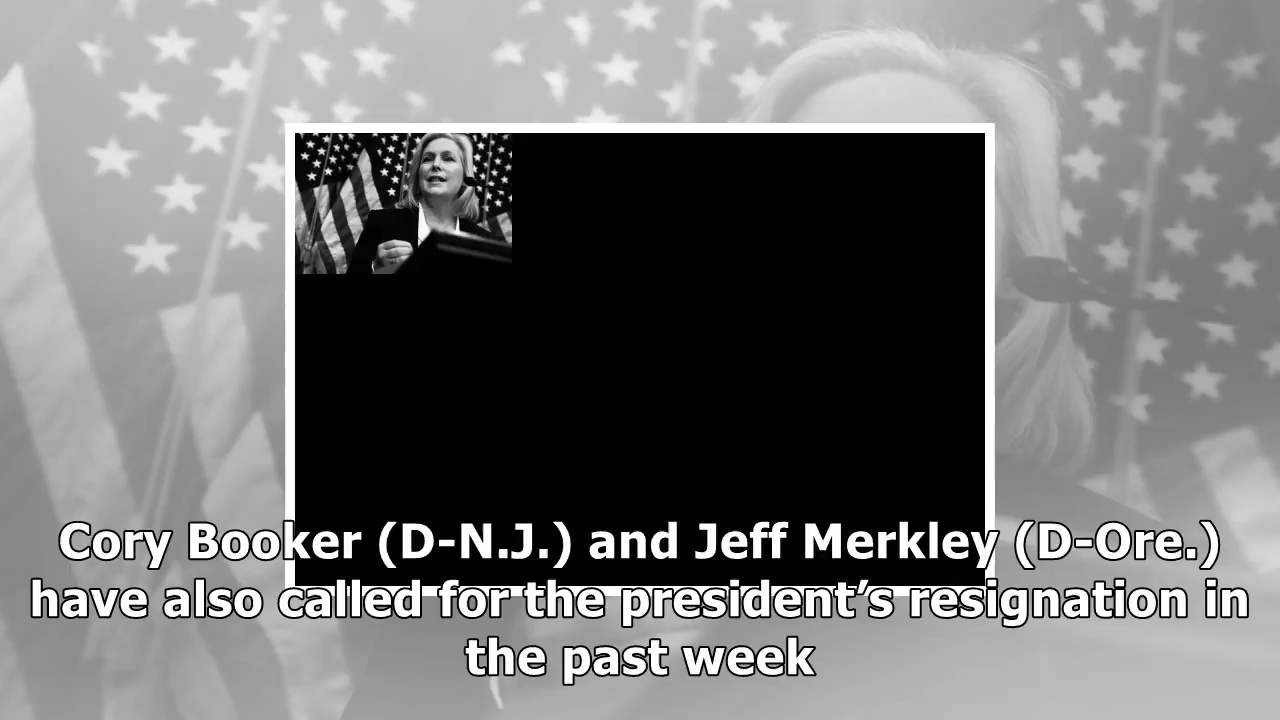 Cory Booker (D-N.J.) and Jeff Merkley (D-Ore.)
have also called for the president’s resignation in
the past week